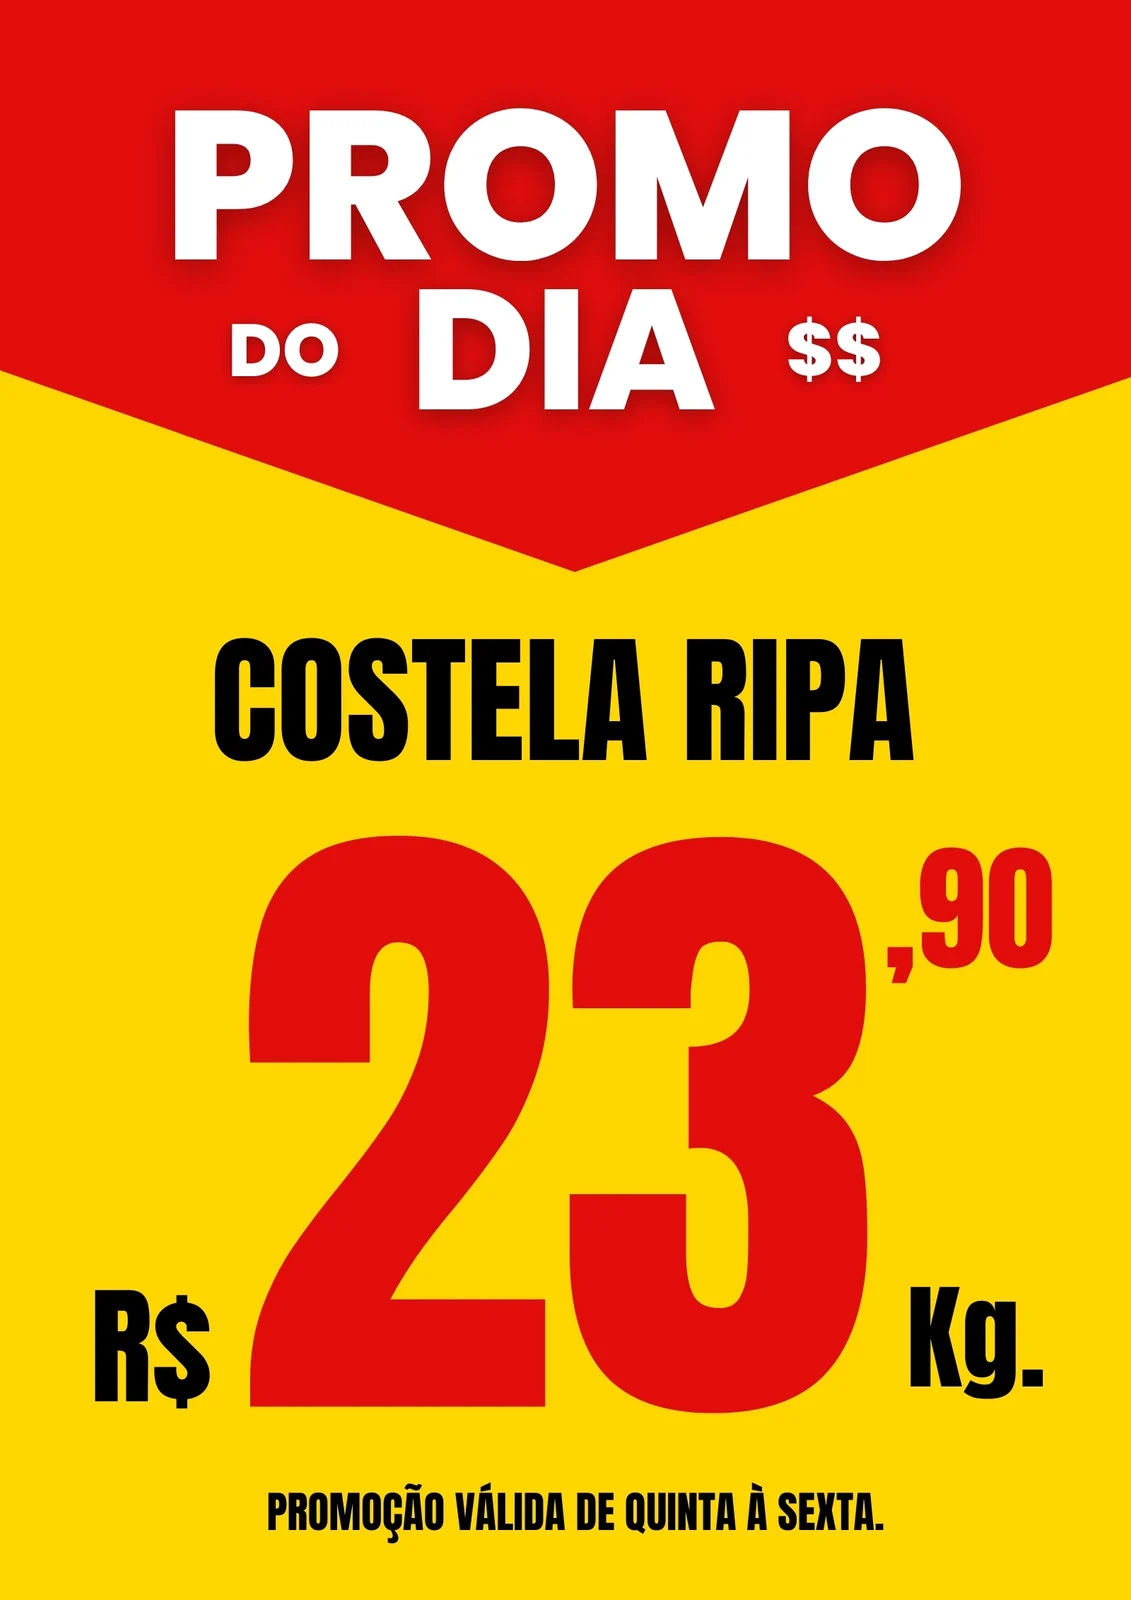 PROMO
DO DIA $$
COSTELA RIPA
R$ 23,90 Kg.
PROMOÇÃO VÁLIDA DE QUINTA À SEXTA.